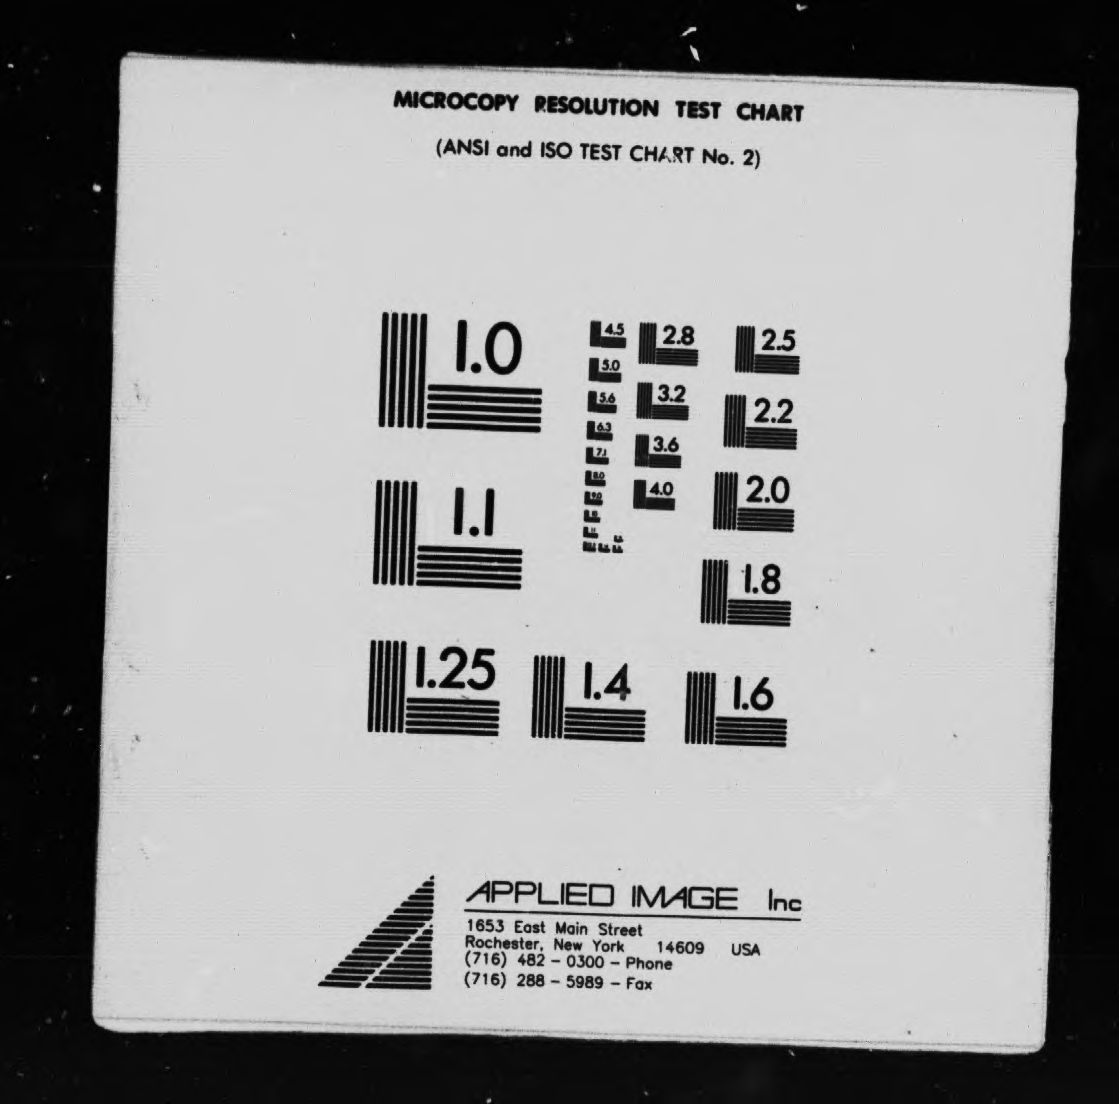 MICROCOPY RESOLUTION TEST CHART
(ANSI and ISO TEST CHART No. 2)
1.0
4.5 2.8 2.5
5.0
5.6 3.2 2.2
6.3
7.1 3.6
8.0
1.1 9.0 4.0 2.0
1.8
1.25 1.4 1.6
APPLIED IMAGE Inc
1653 East Main Street
Rochester, New York 14609 USA
(716) 482 - 0300 - Phone
(716) 288 - 5989 - Fax